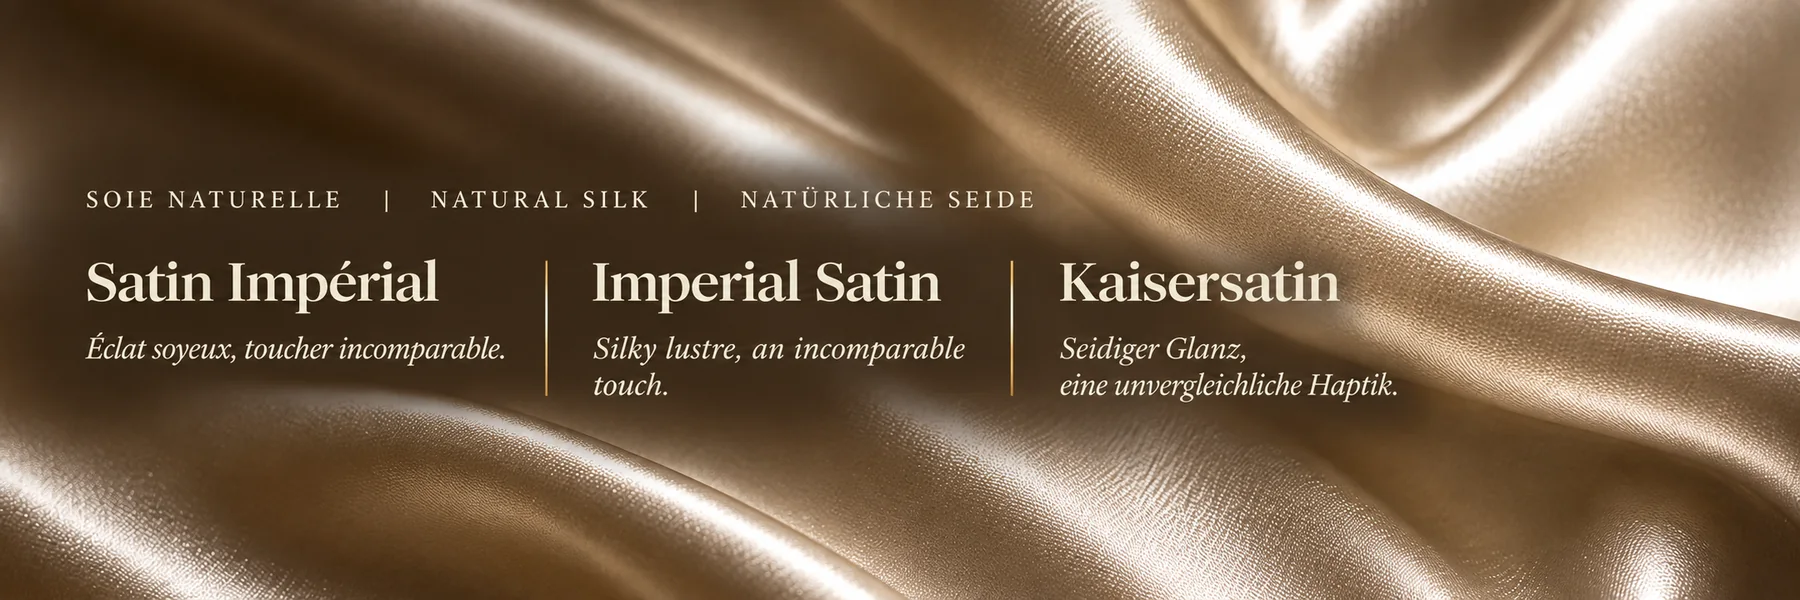 SOIE NATURELLE | NATURAL SILK | NATÜRLICHE SEIDE
Satin Impérial
Éclat soyeux, toucher incomparable.
Imperial Satin
Silky lustre, an incomparable
touch.
Kaisersatin
Seidiger Glanz,
eine unvergleichliche Haptik.